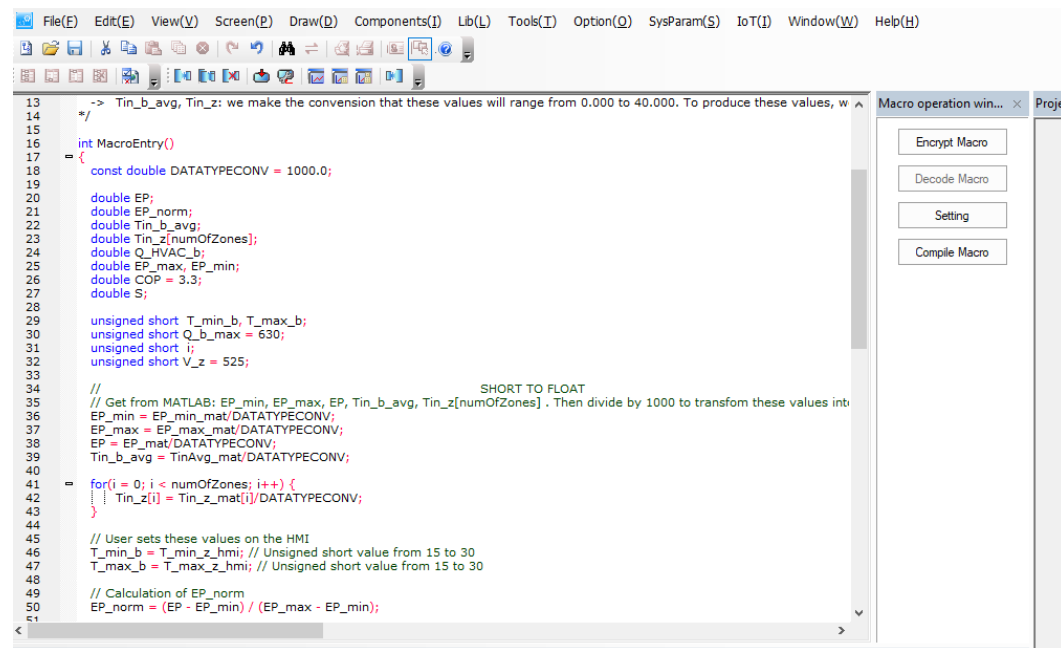 File(F) Edit(E) View(V) Screen(P) Draw(D) Components(I) Lib(L) Tools(T) Option(O) SysParam(S) IoT(I) Window(W) Help(H)
13 -> Tin_b_avg, Tin_z: we make the convension that these values will range from 0.000 to 40.000. To produce these values, w
14 */
15
16 int MacroEntry()
17 {
18 const double DATATYPECONV = 1000.0;
19
20 double EP;
21 double EP_norm;
22 double Tin_b_avg;
23 double Tin_z[numOfZones];
24 double Q_HVAC_b;
25 double EP_max, EP_min;
26 double COP = 3.3;
27 double S;
28
29 unsigned short T_min_b, T_max_b;
30 unsigned short Q_b_max = 630;
31 unsigned short i;
32 unsigned short V_z = 525;
33
34 // SHORT TO FLOAT
35 // Get from MATLAB: EP_min, EP_max, EP, Tin_b_avg, Tin_z[numOfZones] . Then divide by 1000 to transfom these values int
36 EP_min = EP_min_mat/DATATYPECONV;
37 EP_max = EP_max_mat/DATATYPECONV;
38 EP = EP_mat/DATATYPECONV;
39 Tin_b_avg = TinAvg_mat/DATATYPECONV;
40
41 for(i = 0; i < numOfZones; i++) {
42 Tin_z[i] = Tin_z_mat[i]/DATATYPECONV;
43 }
44
45 // User sets these values on the HMI
46 T_min_b = T_min_z_hmi; // Unsigned short value from 15 to 30
47 T_max_b = T_max_z_hmi; // Unsigned short value from 15 to 30
48
49 // Calculation of EP_norm
50 EP_norm = (EP - EP_min) / (EP_max - EP_min);
51
Macro operation win...
Encrypt Macro
Decode Macro
Setting
Compile Macro
Proje